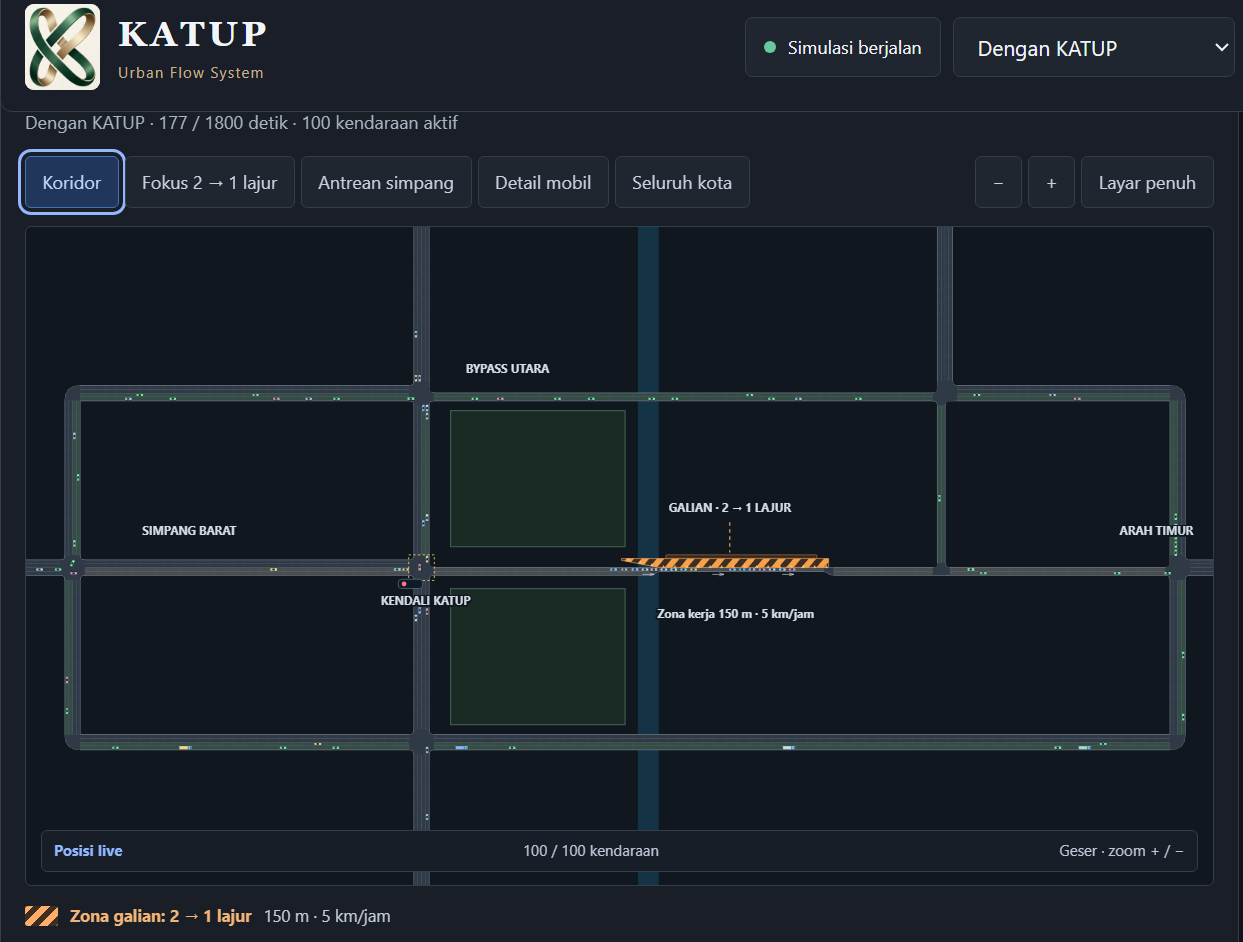 KATUP
Urban Flow System
Simulasi berjalan
Dengan KATUP
Dengan KATUP · 177 / 1800 detik · 100 kendaraan aktif
Koridor
Fokus 2 → 1 lajur
Antrean simpang
Detail mobil
Seluruh kota
−
+
Layar penuh
BYPASS UTARA
GALIAN · 2 → 1 LAJUR
SIMPANG BARAT
ARAH TIMUR
KENDALI KATUP
Zona kerja 150 m · 5 km/jam
Posisi live
100 / 100 kendaraan
Geser · zoom + / −
Zona galian: 2 → 1 lajur 150 m · 5 km/jam